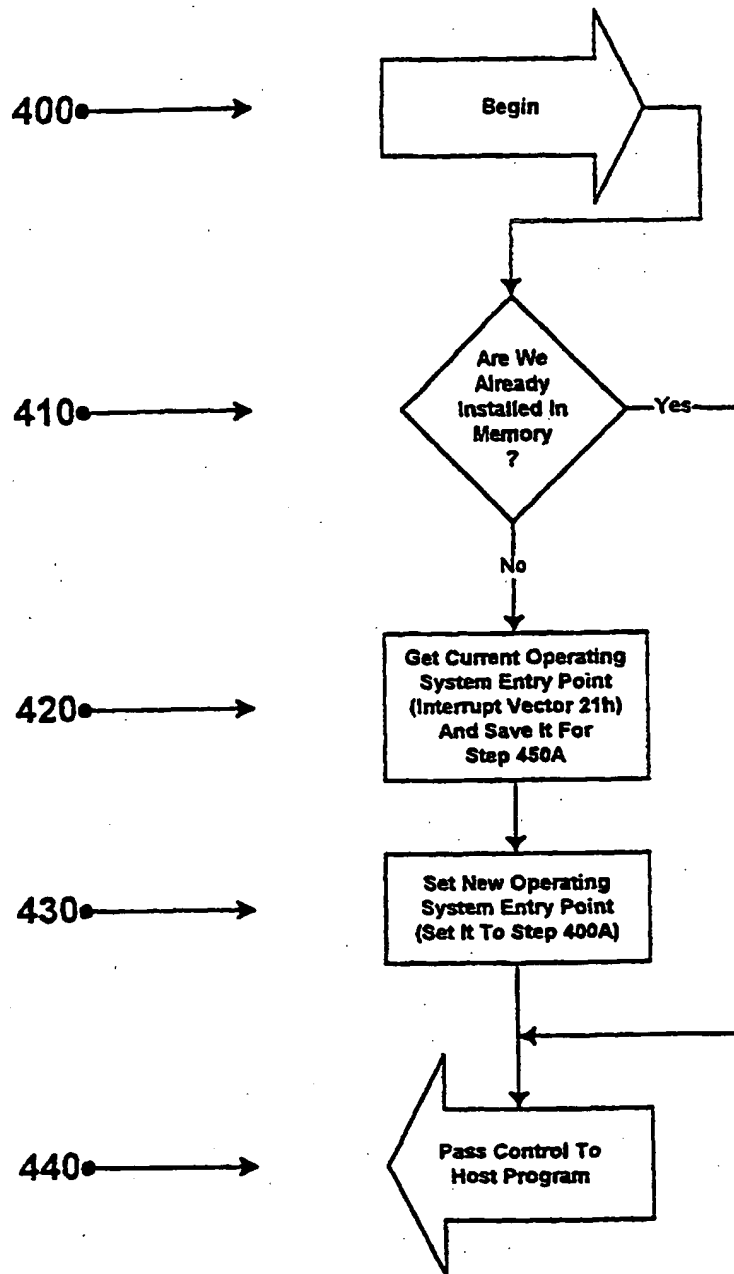 400
Begin
410
Are We
Already
Installed In
Memory
?
Yes
No
420
Get Current Operating
System Entry Point
(Interrupt Vector 21h)
And Save It For
Step 450A
430
Set New Operating
System Entry Point
(Set It To Step 400A)
440
Pass Control To
Host Program